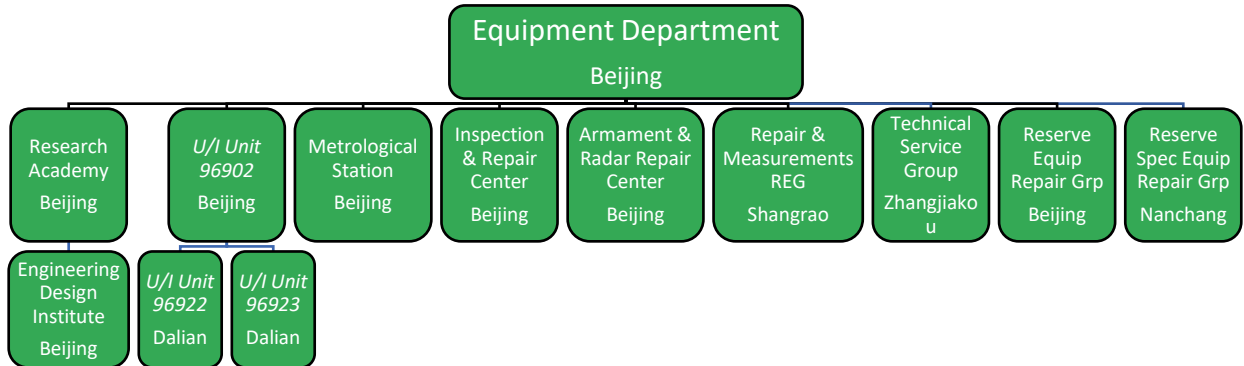 Equipment Department
Beijing
Research
Academy
Beijing
U/I Unit
96902
Beijing
Metrological
Station
Beijing
Inspection
& Repair
Center
Beijing
Armament &
Radar Repair
Center
Beijing
Repair &
Measurements
REG
Shangrao
Technical
Service
Group
Zhangjiako
u
Reserve
Equip
Repair Grp
Beijing
Reserve
Spec Equip
Repair Grp
Nanchang
Engineering
Design
Institute
Beijing
U/I Unit
96922
Dalian
U/I Unit
96923
Dalian